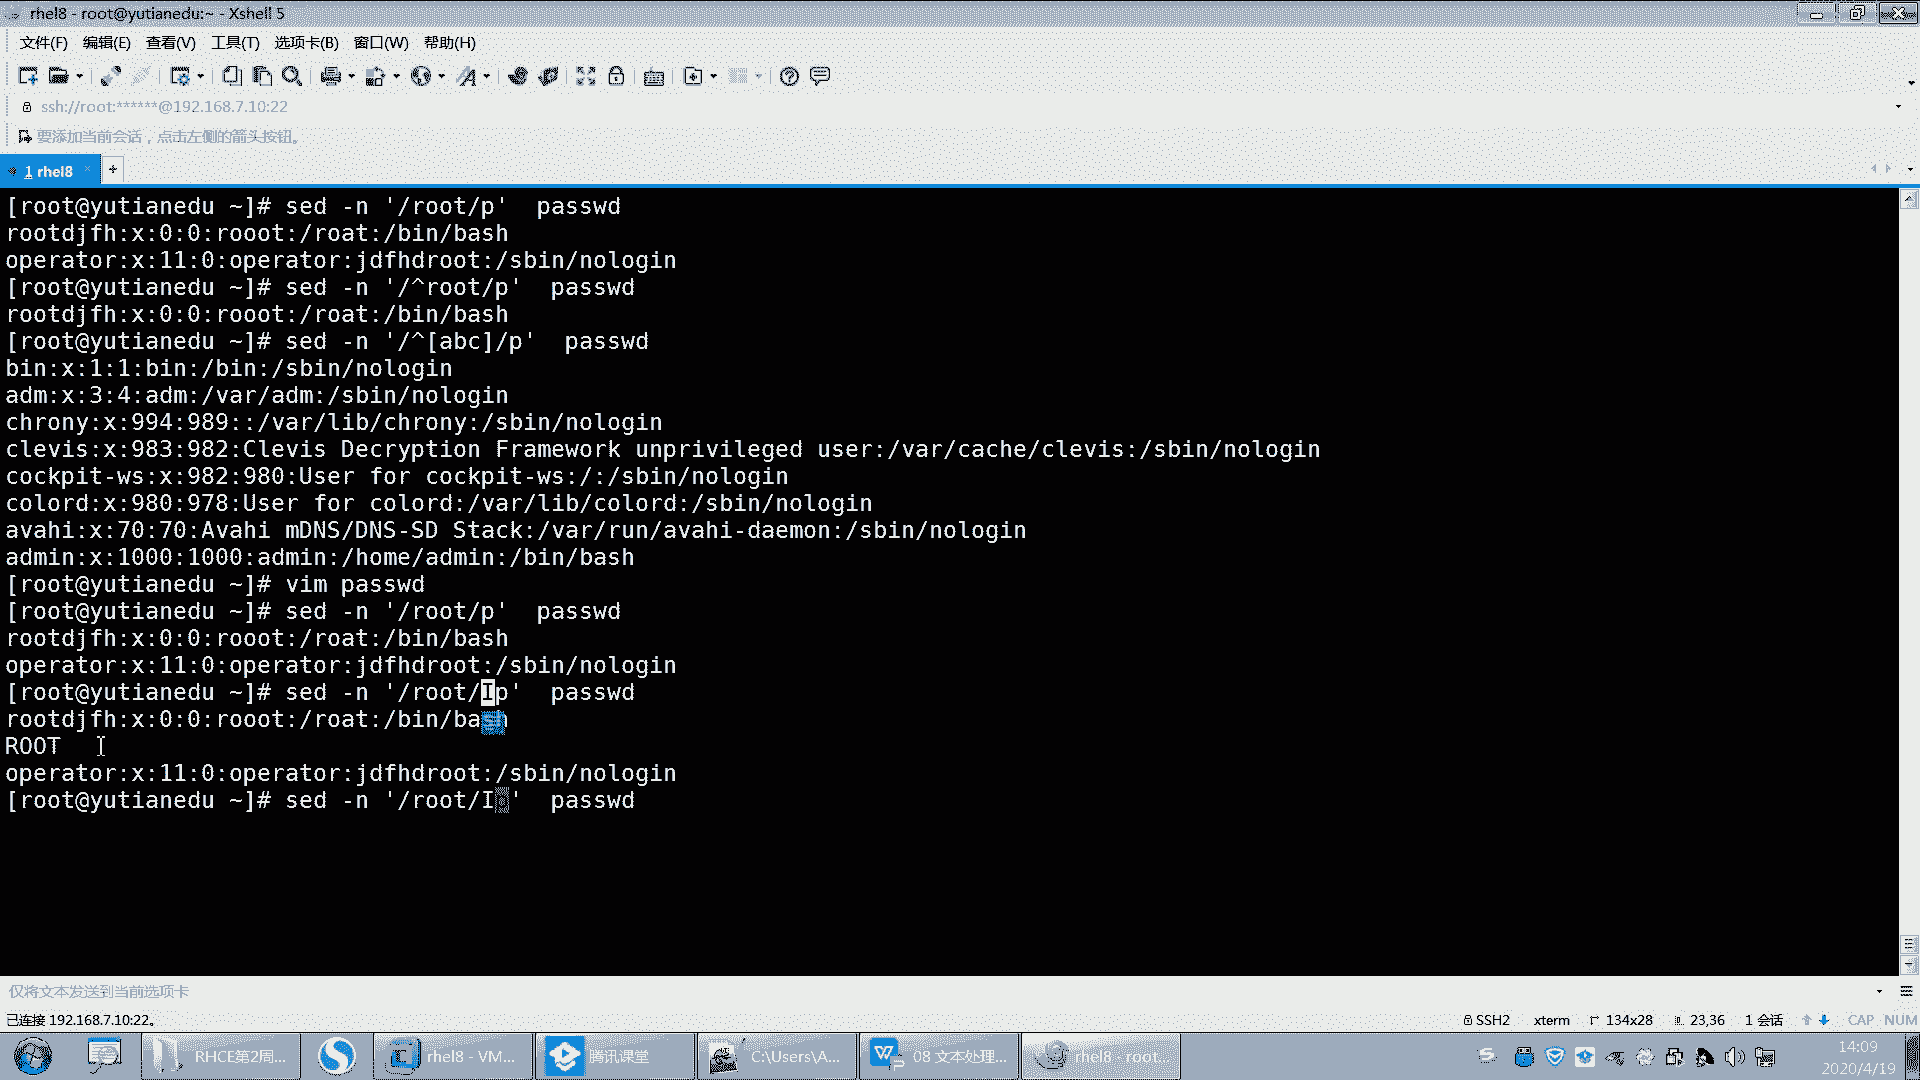 rhel8 - root@yutianedu:~ - Xshell 5
文件(F) 编辑(E) 查看(V) 工具(T) 选项卡(B) 窗口(W) 帮助(H)
ssh://root:******@192.168.7.10:22
要添加当前会话，点击左侧的箭头按钮。
1 rhel8
[root@yutianedu ~]# sed -n '/root/p'  passwd
rootdjfh:x:0:0:rooot:/roat:/bin/bash
operator:x:11:0:operator:jdfhdroot:/sbin/nologin
[root@yutianedu ~]# sed -n '/^root/p'  passwd
rootdjfh:x:0:0:rooot:/roat:/bin/bash
[root@yutianedu ~]# sed -n '/^[abc]/p'  passwd
bin:x:1:1:bin:/bin:/sbin/nologin
adm:x:3:4:adm:/var/adm:/sbin/nologin
chrony:x:994:989::/var/lib/chrony:/sbin/nologin
clevis:x:983:982:Clevis Decryption Framework unprivileged user:/var/cache/clevis:/sbin/nologin
cockpit-ws:x:982:980:User for cockpit-ws:/:/sbin/nologin
colord:x:980:978:User for colord:/var/lib/colord:/sbin/nologin
avahi:x:70:70:Avahi mDNS/DNS-SD Stack:/var/run/avahi-daemon:/sbin/nologin
admin:x:1000:1000:admin:/home/admin:/bin/bash
[root@yutianedu ~]# vim passwd
[root@yutianedu ~]# sed -n '/root/p'  passwd
rootdjfh:x:0:0:rooot:/roat:/bin/bash
operator:x:11:0:operator:jdfhdroot:/sbin/nologin
[root@yutianedu ~]# sed -n '/root/Ip'  passwd
rootdjfh:x:0:0:rooot:/roat:/bin/bash
ROOT
operator:x:11:0:operator:jdfhdroot:/sbin/nologin
[root@yutianedu ~]# sed -n '/root/I '  passwd
仅将文本发送到当前选项卡
已连接 192.168.7.10:22。 SSH2 xterm 134x28 23,36 1 会话 CAP NUM
RHCE第2周... rhel8 - VM... 腾讯课堂 C:\Users\A... 08 文本处理... rhel8 - root... 14:09
2020/4/19